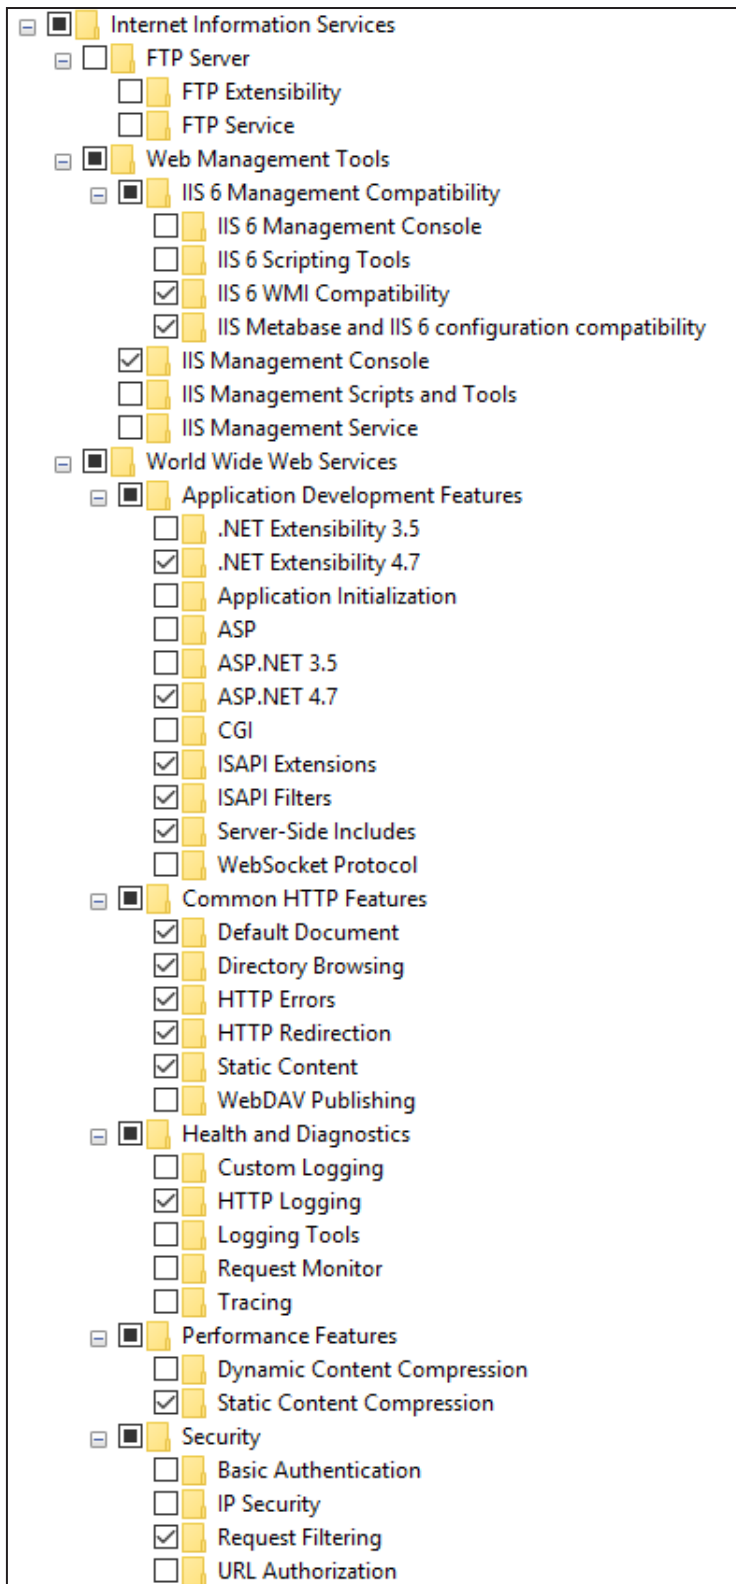 Internet Information Services
FTP Server
FTP Extensibility
FTP Service
Web Management Tools
IIS 6 Management Compatibility
IIS 6 Management Console
IIS 6 Scripting Tools
IIS 6 WMI Compatibility
IIS Metabase and IIS 6 configuration compatibility
IIS Management Console
IIS Management Scripts and Tools
IIS Management Service
World Wide Web Services
Application Development Features
.NET Extensibility 3.5
.NET Extensibility 4.7
Application Initialization
ASP
ASP.NET 3.5
ASP.NET 4.7
CGI
ISAPI Extensions
ISAPI Filters
Server-Side Includes
WebSocket Protocol
Common HTTP Features
Default Document
Directory Browsing
HTTP Errors
HTTP Redirection
Static Content
WebDAV Publishing
Health and Diagnostics
Custom Logging
HTTP Logging
Logging Tools
Request Monitor
Tracing
Performance Features
Dynamic Content Compression
Static Content Compression
Security
Basic Authentication
IP Security
Request Filtering
URL Authorization